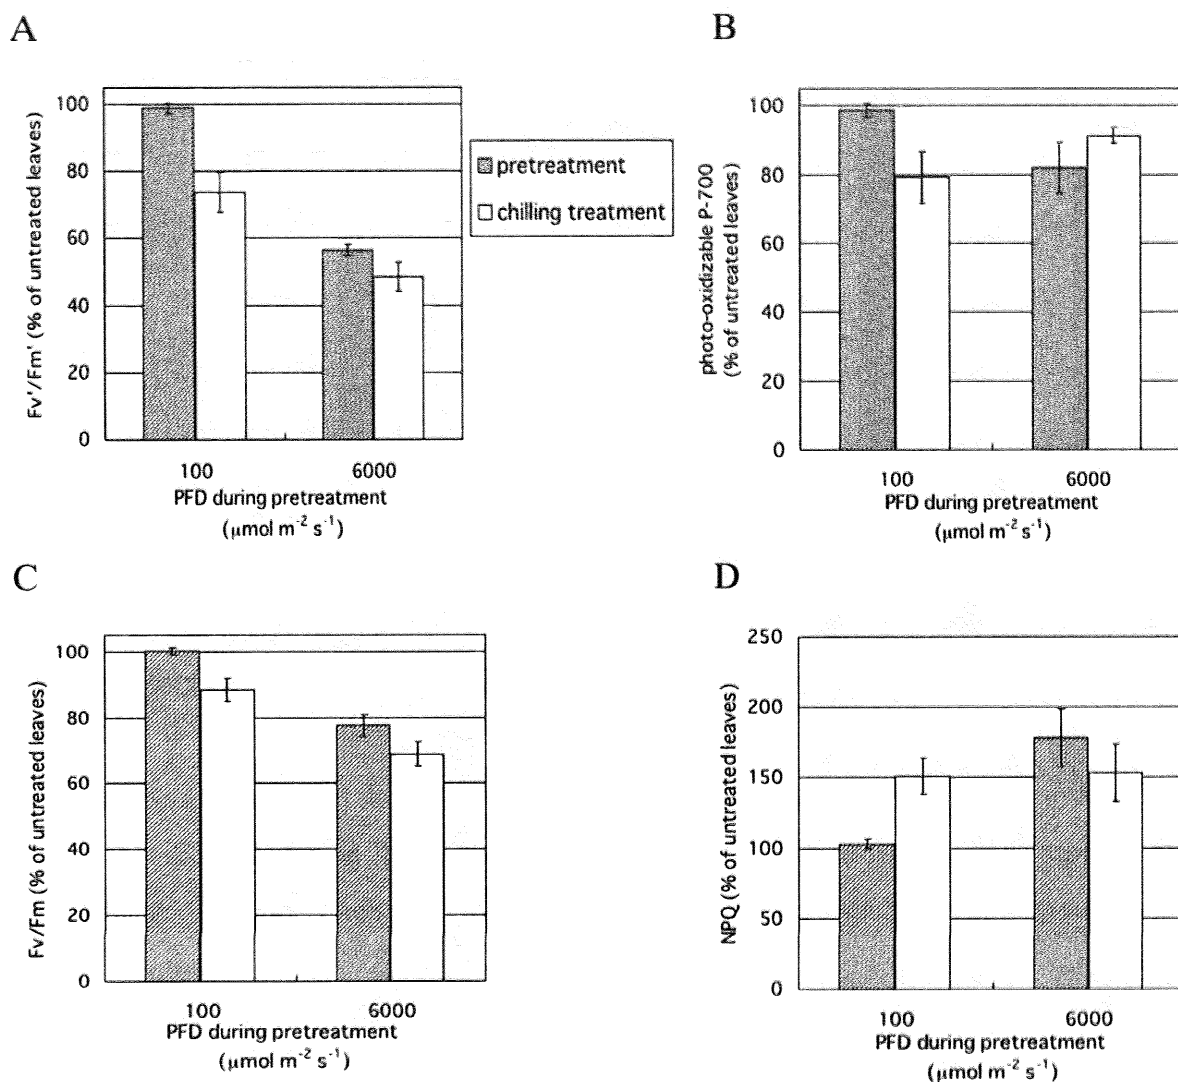 A
Fv'/Fm' (% of untreated leaves)
100
80
60
40
20
0
100
6000
PFD during pretreatment
(μmol m-2 s-1)
pretreatment
chilling treatment
B
photo-oxidizable P-700
(% of untreated leaves)
100
80
60
40
20
0
100
6000
PFD during pretreatment
(μmol m-2 s-1)
C
Fv/Fm (% of untreated leaves)
100
80
60
40
20
0
100
6000
PFD during pretreatment
(μmol m-2 s-1)
D
NPQ (% of untreated leaves)
250
200
150
100
50
0
100
6000
PFD during pretreatment
(μmol m-2 s-1)